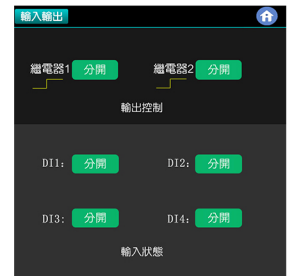 輸入輸出
繼電器1 分開 繼電器2 分開
輸出控制
DI1: 分開 DI2: 分開
DI3: 分開 DI4: 分開
輸入狀態